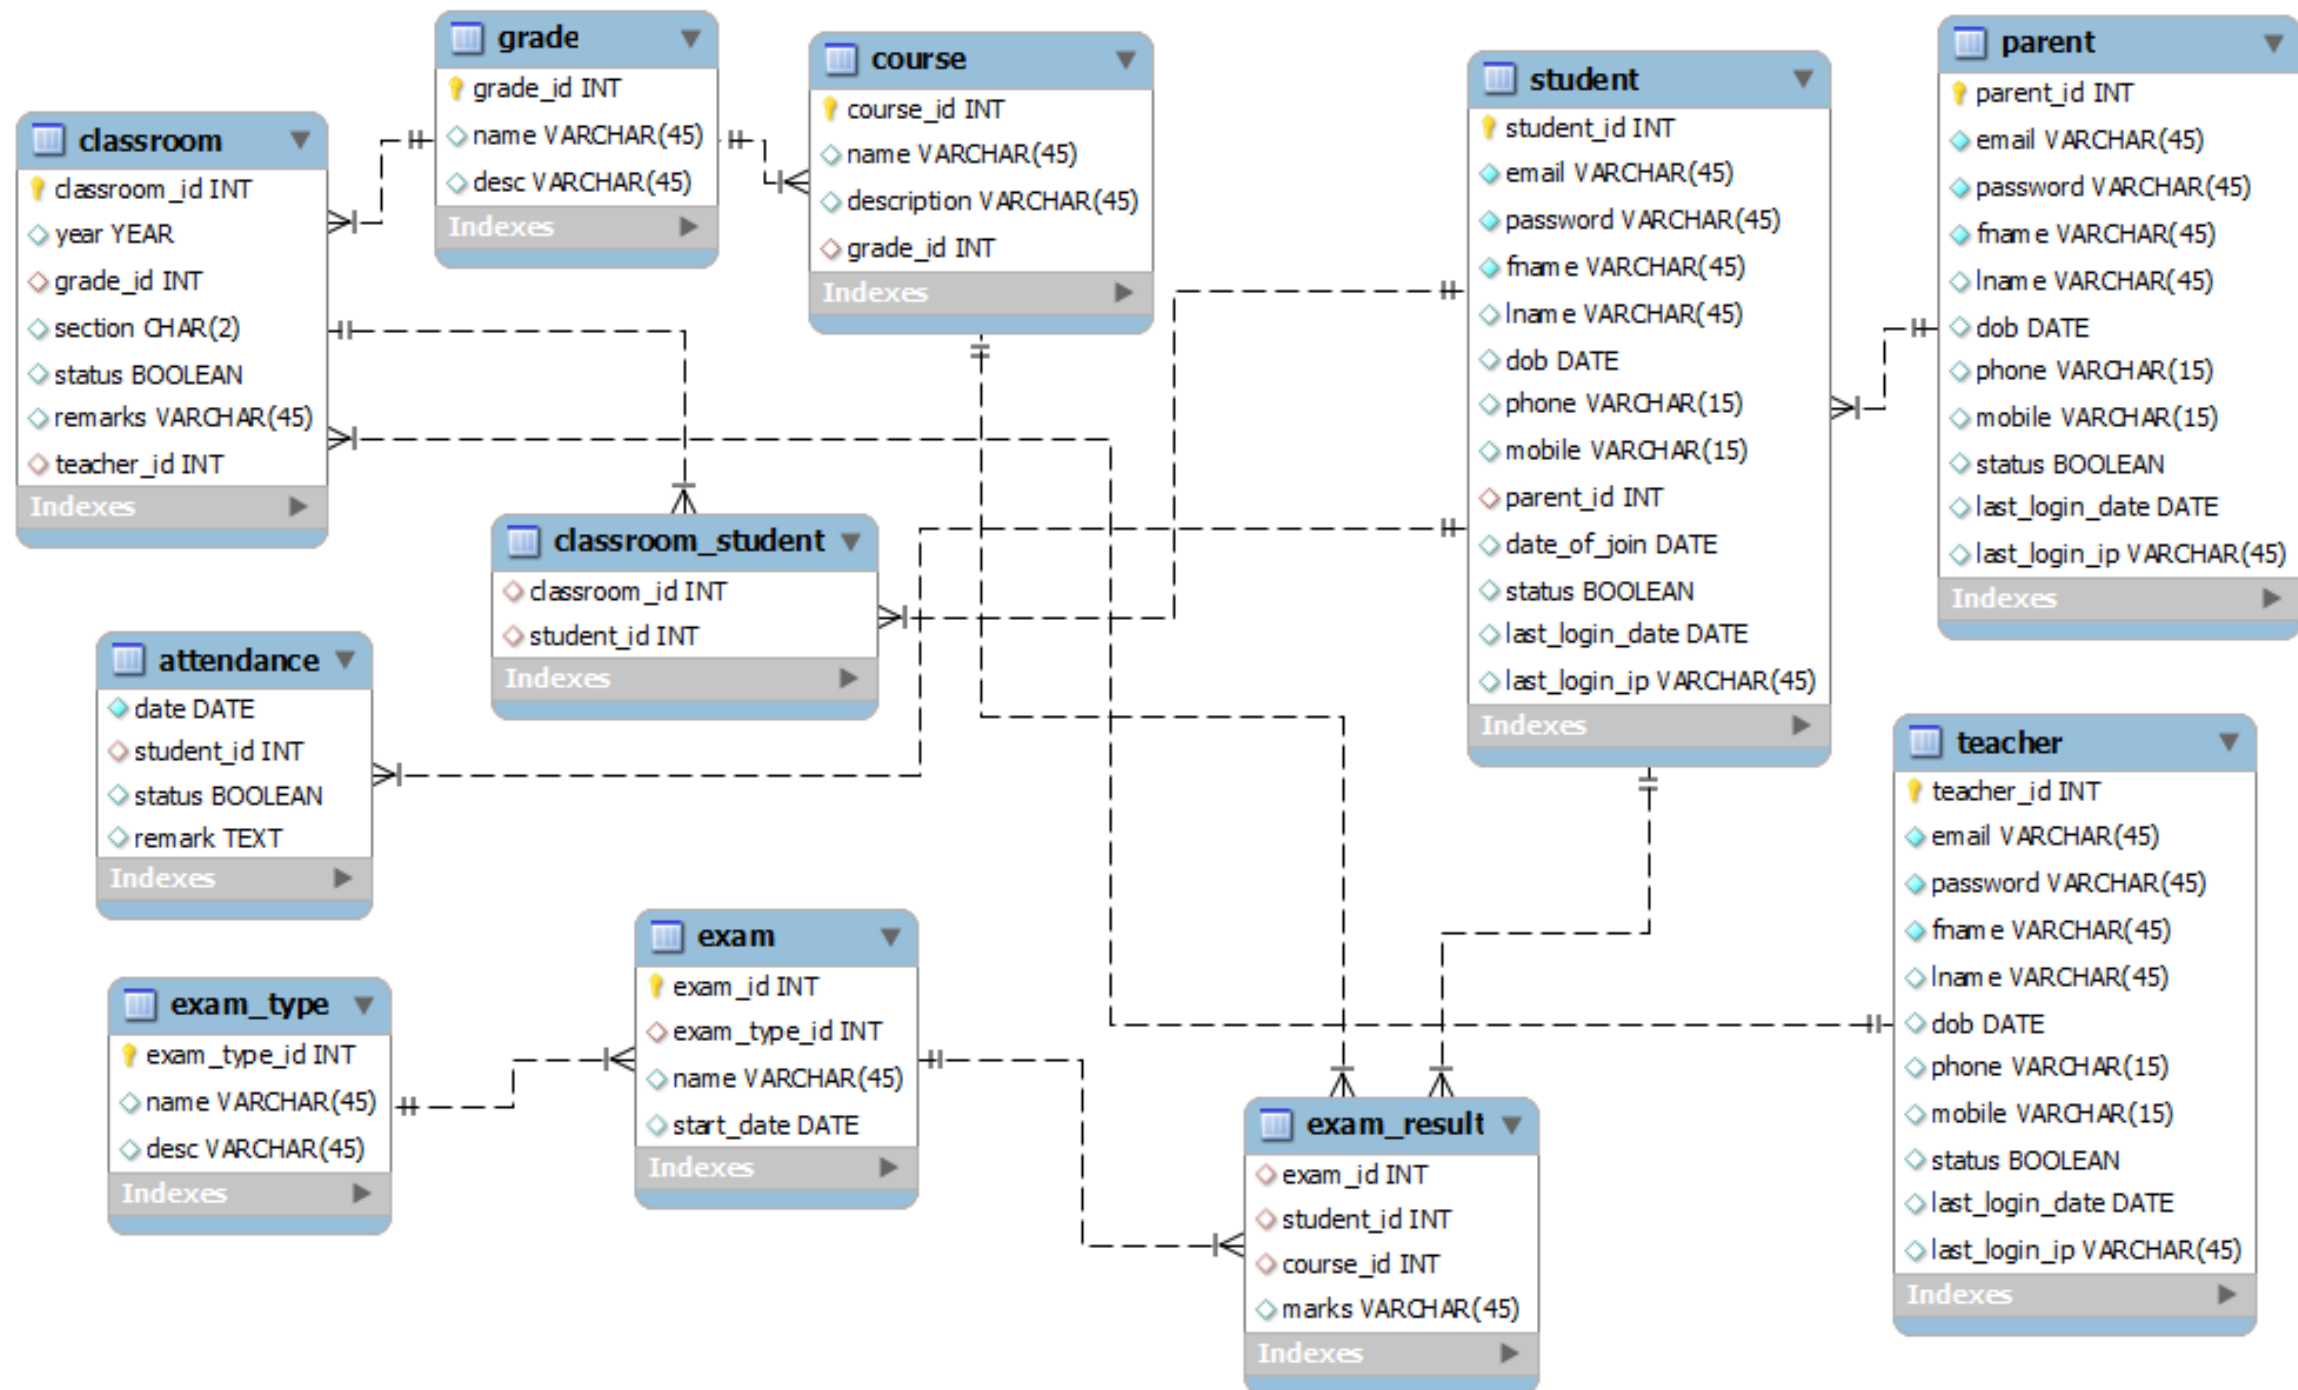 grade
grade_id INT
name VARCHAR(45)
desc VARCHAR(45)
Indexes
course
course_id INT
name VARCHAR(45)
description VARCHAR(45)
grade_id INT
Indexes
student
student_id INT
email VARCHAR(45)
password VARCHAR(45)
fname VARCHAR(45)
lname VARCHAR(45)
dob DATE
phone VARCHAR(15)
mobile VARCHAR(15)
parent_id INT
date_of_join DATE
status BOOLEAN
last_login_date DATE
last_login_ip VARCHAR(45)
Indexes
parent
parent_id INT
email VARCHAR(45)
password VARCHAR(45)
fname VARCHAR(45)
lname VARCHAR(45)
dob DATE
phone VARCHAR(15)
mobile VARCHAR(15)
status BOOLEAN
last_login_date DATE
last_login_ip VARCHAR(45)
Indexes
classroom
classroom_id INT
year YEAR
grade_id INT
section CHAR(2)
status BOOLEAN
remarks VARCHAR(45)
teacher_id INT
Indexes
classroom_student
classroom_id INT
student_id INT
Indexes
attendance
date DATE
student_id INT
status BOOLEAN
remark TEXT
Indexes
teacher
teacher_id INT
email VARCHAR(45)
password VARCHAR(45)
fname VARCHAR(45)
lname VARCHAR(45)
dob DATE
phone VARCHAR(15)
mobile VARCHAR(15)
status BOOLEAN
last_login_date DATE
last_login_ip VARCHAR(45)
Indexes
exam_type
exam_type_id INT
name VARCHAR(45)
desc VARCHAR(45)
Indexes
exam
exam_id INT
exam_type_id INT
name VARCHAR(45)
start_date DATE
Indexes
exam_result
exam_id INT
student_id INT
course_id INT
marks VARCHAR(45)
Indexes